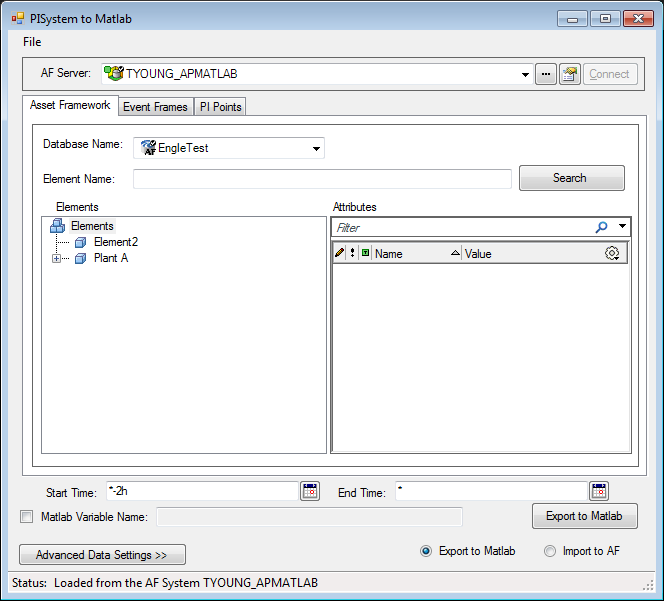 PISystem to Matlab
File
AF Server: TYOUNG_APMATLAB ... Connect
Asset Framework Event Frames PI Points
Database Name: AF EngleTest
Element Name: Search
Elements Attributes
Elements Filter
Element2
Plant A
Name Value
Start Time: *-2h End Time: *
Matlab Variable Name: Export to Matlab
Advanced Data Settings >> Export to Matlab Import to AF
Status: Loaded from the AF System TYOUNG_APMATLAB